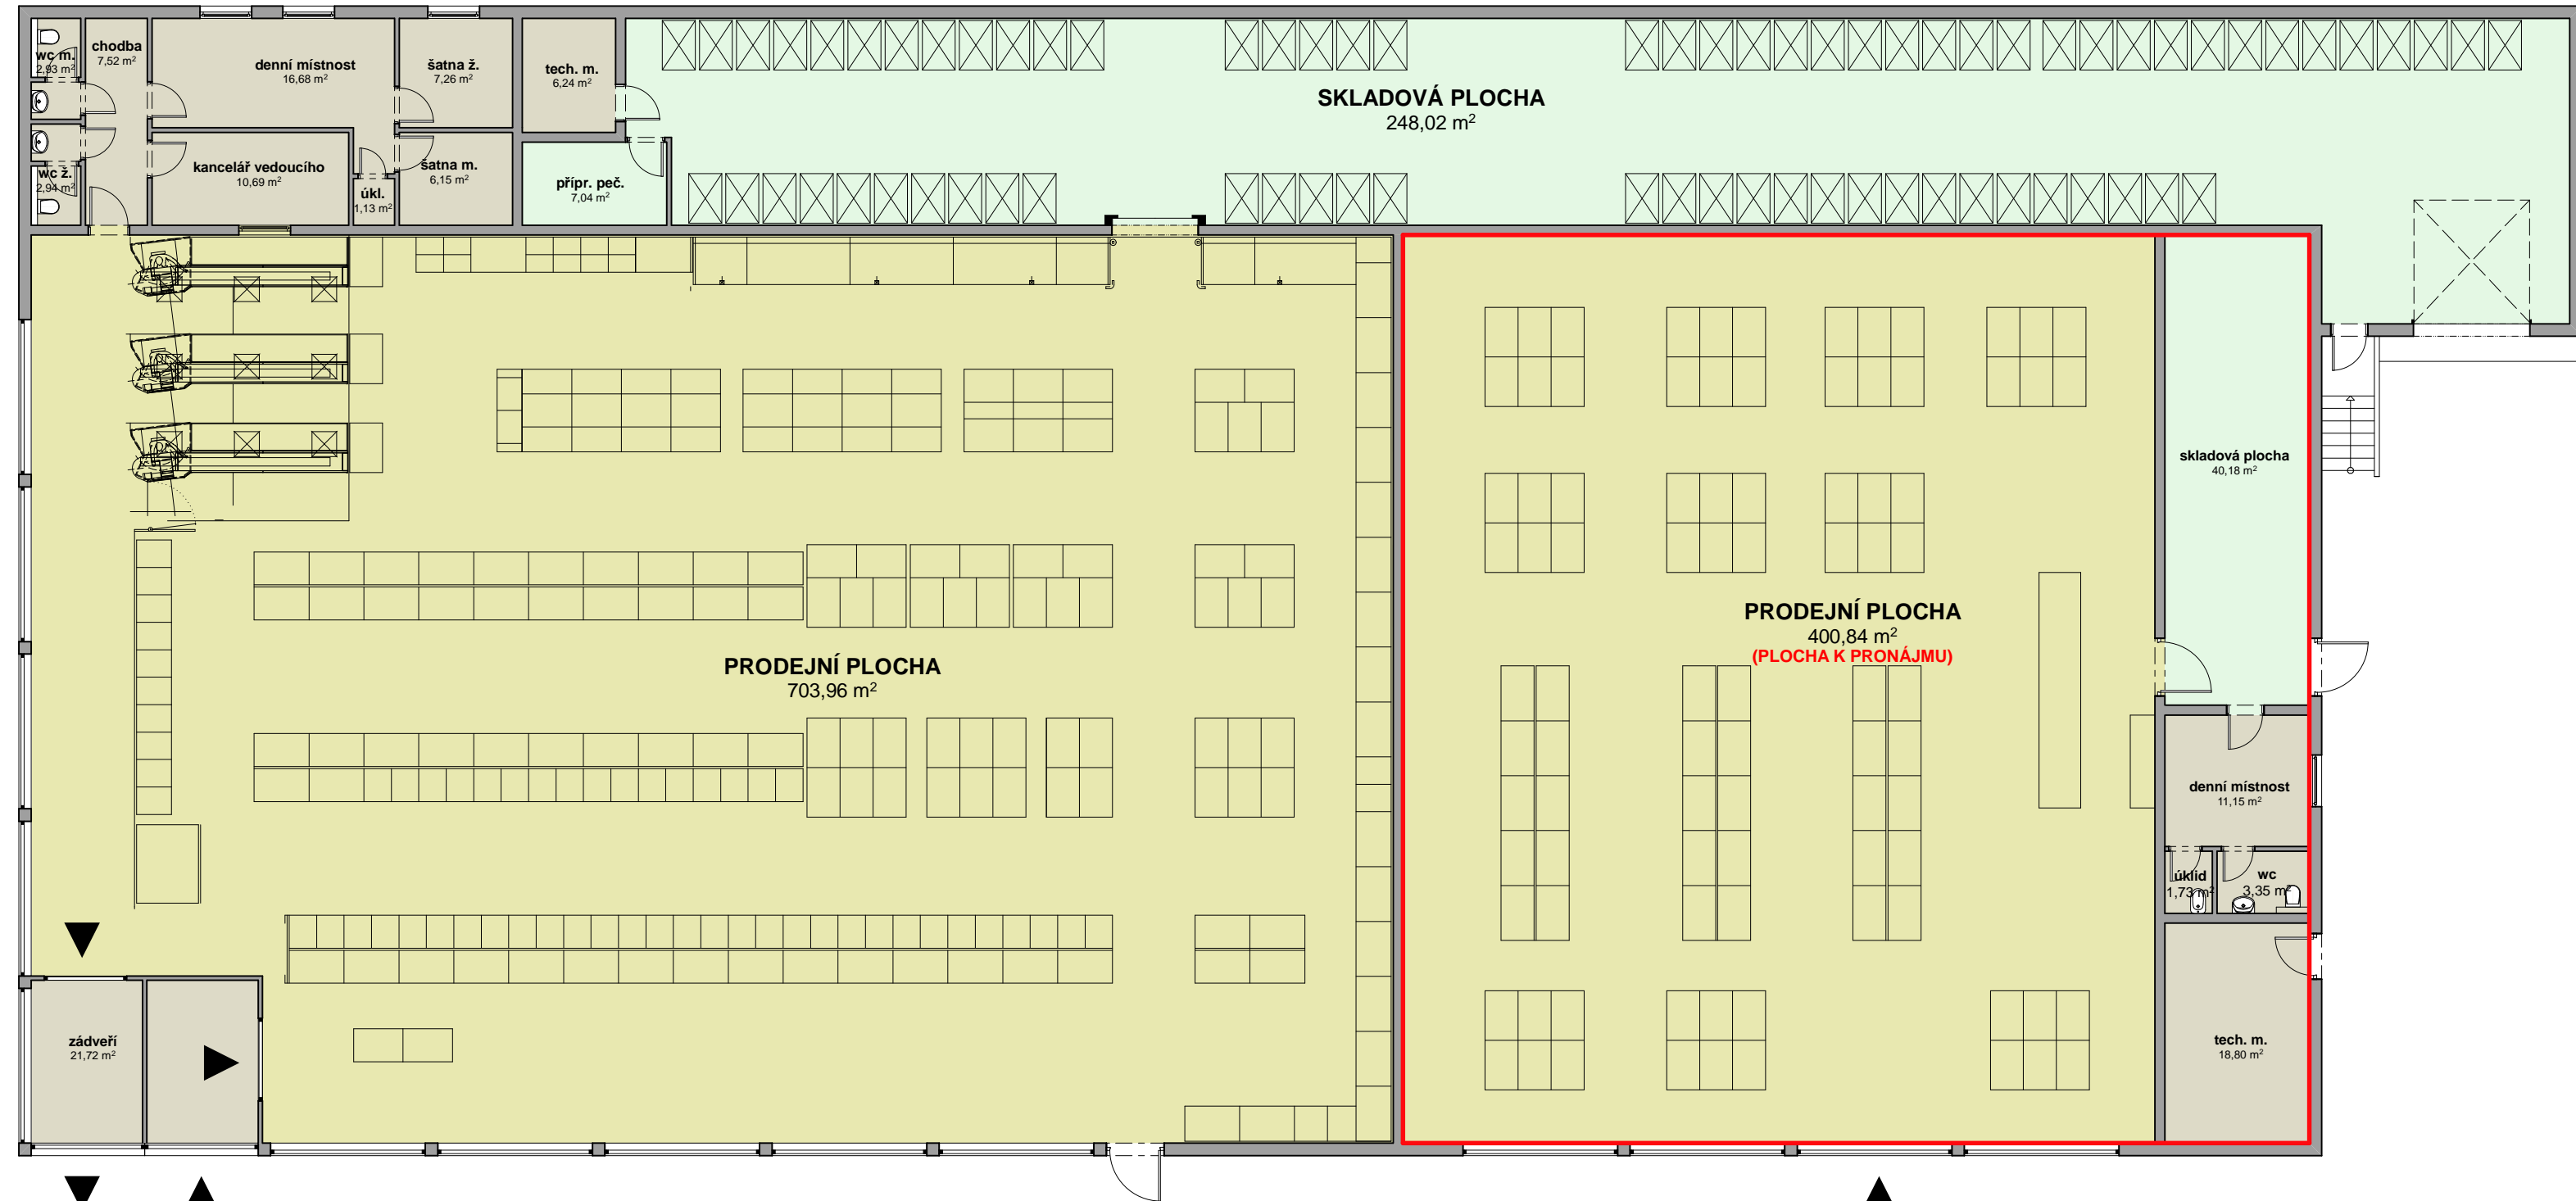 wc m.
2,93 m²
chodba
7,52 m²
denní místnost
16,68 m²
šatna ž.
7,26 m²
tech. m.
6,24 m²
SKLADOVÁ PLOCHA
248,02 m²
wc ž.
2,94 m²
kancelář vedoucího
10,69 m²
úkl.
1,13 m²
šatna m.
6,15 m²
přípr. peč.
7,04 m²
skladová plocha
40,18 m²
PRODEJNÍ PLOCHA
703,96 m²
PRODEJNÍ PLOCHA
400,84 m²
(PLOCHA K PRONÁJMU)
denní místnost
11,15 m²
úklid
1,73 m²
wc
3,35 m²
zádveří
21,72 m²
tech. m.
18,80 m²